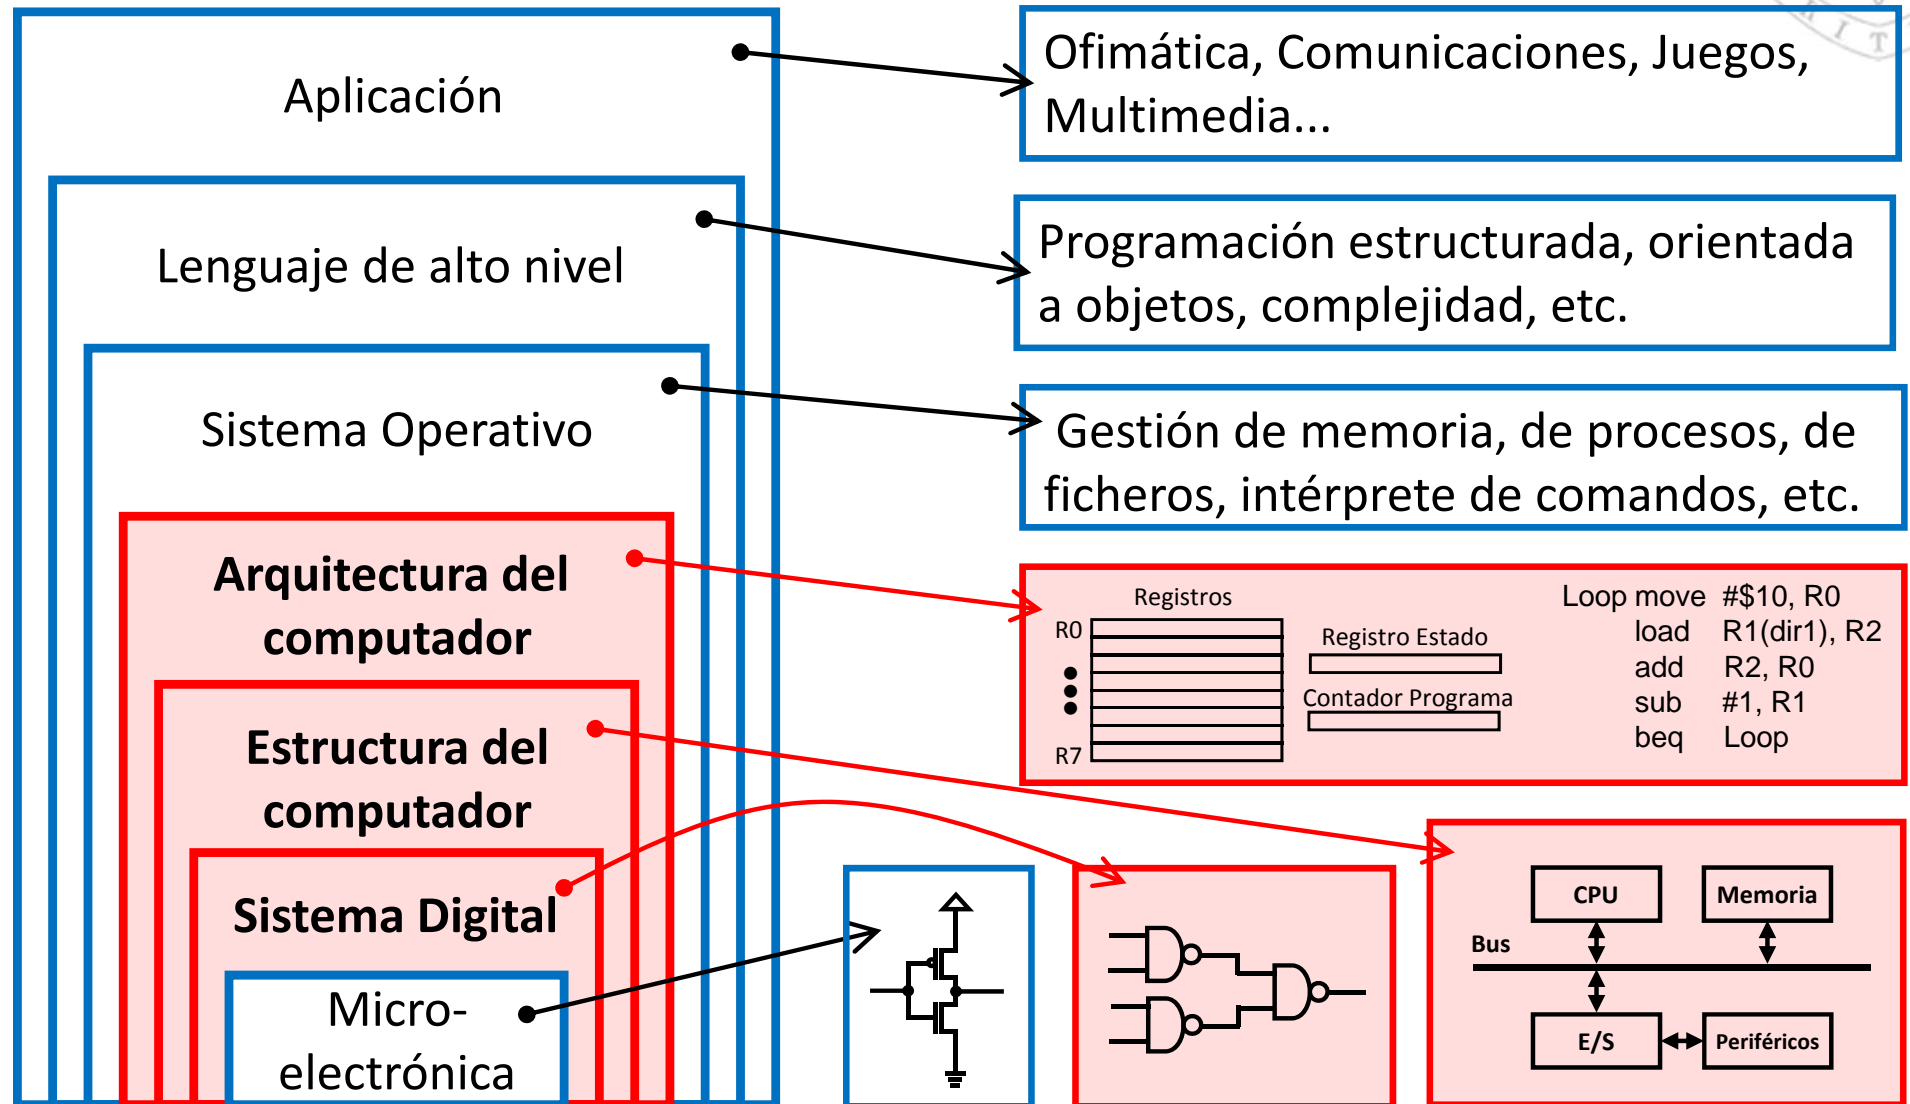 Aplicación
Ofimática, Comunicaciones, Juegos,
Multimedia...
Lenguaje de alto nivel
Programación estructurada, orientada
a objetos, complejidad, etc.
Sistema Operativo
Gestión de memoria, de procesos, de
ficheros, intérprete de comandos, etc.
Arquitectura del
computador
Registros
R0
R7
Registro Estado
Contador Programa
Loop move #$10, R0
load R1(dir1), R2
add R2, R0
sub #1, R1
beq Loop
Estructura del
computador
CPU
Memoria
Bus
E/S
Periféricos
Sistema Digital
Micro-
electrónica